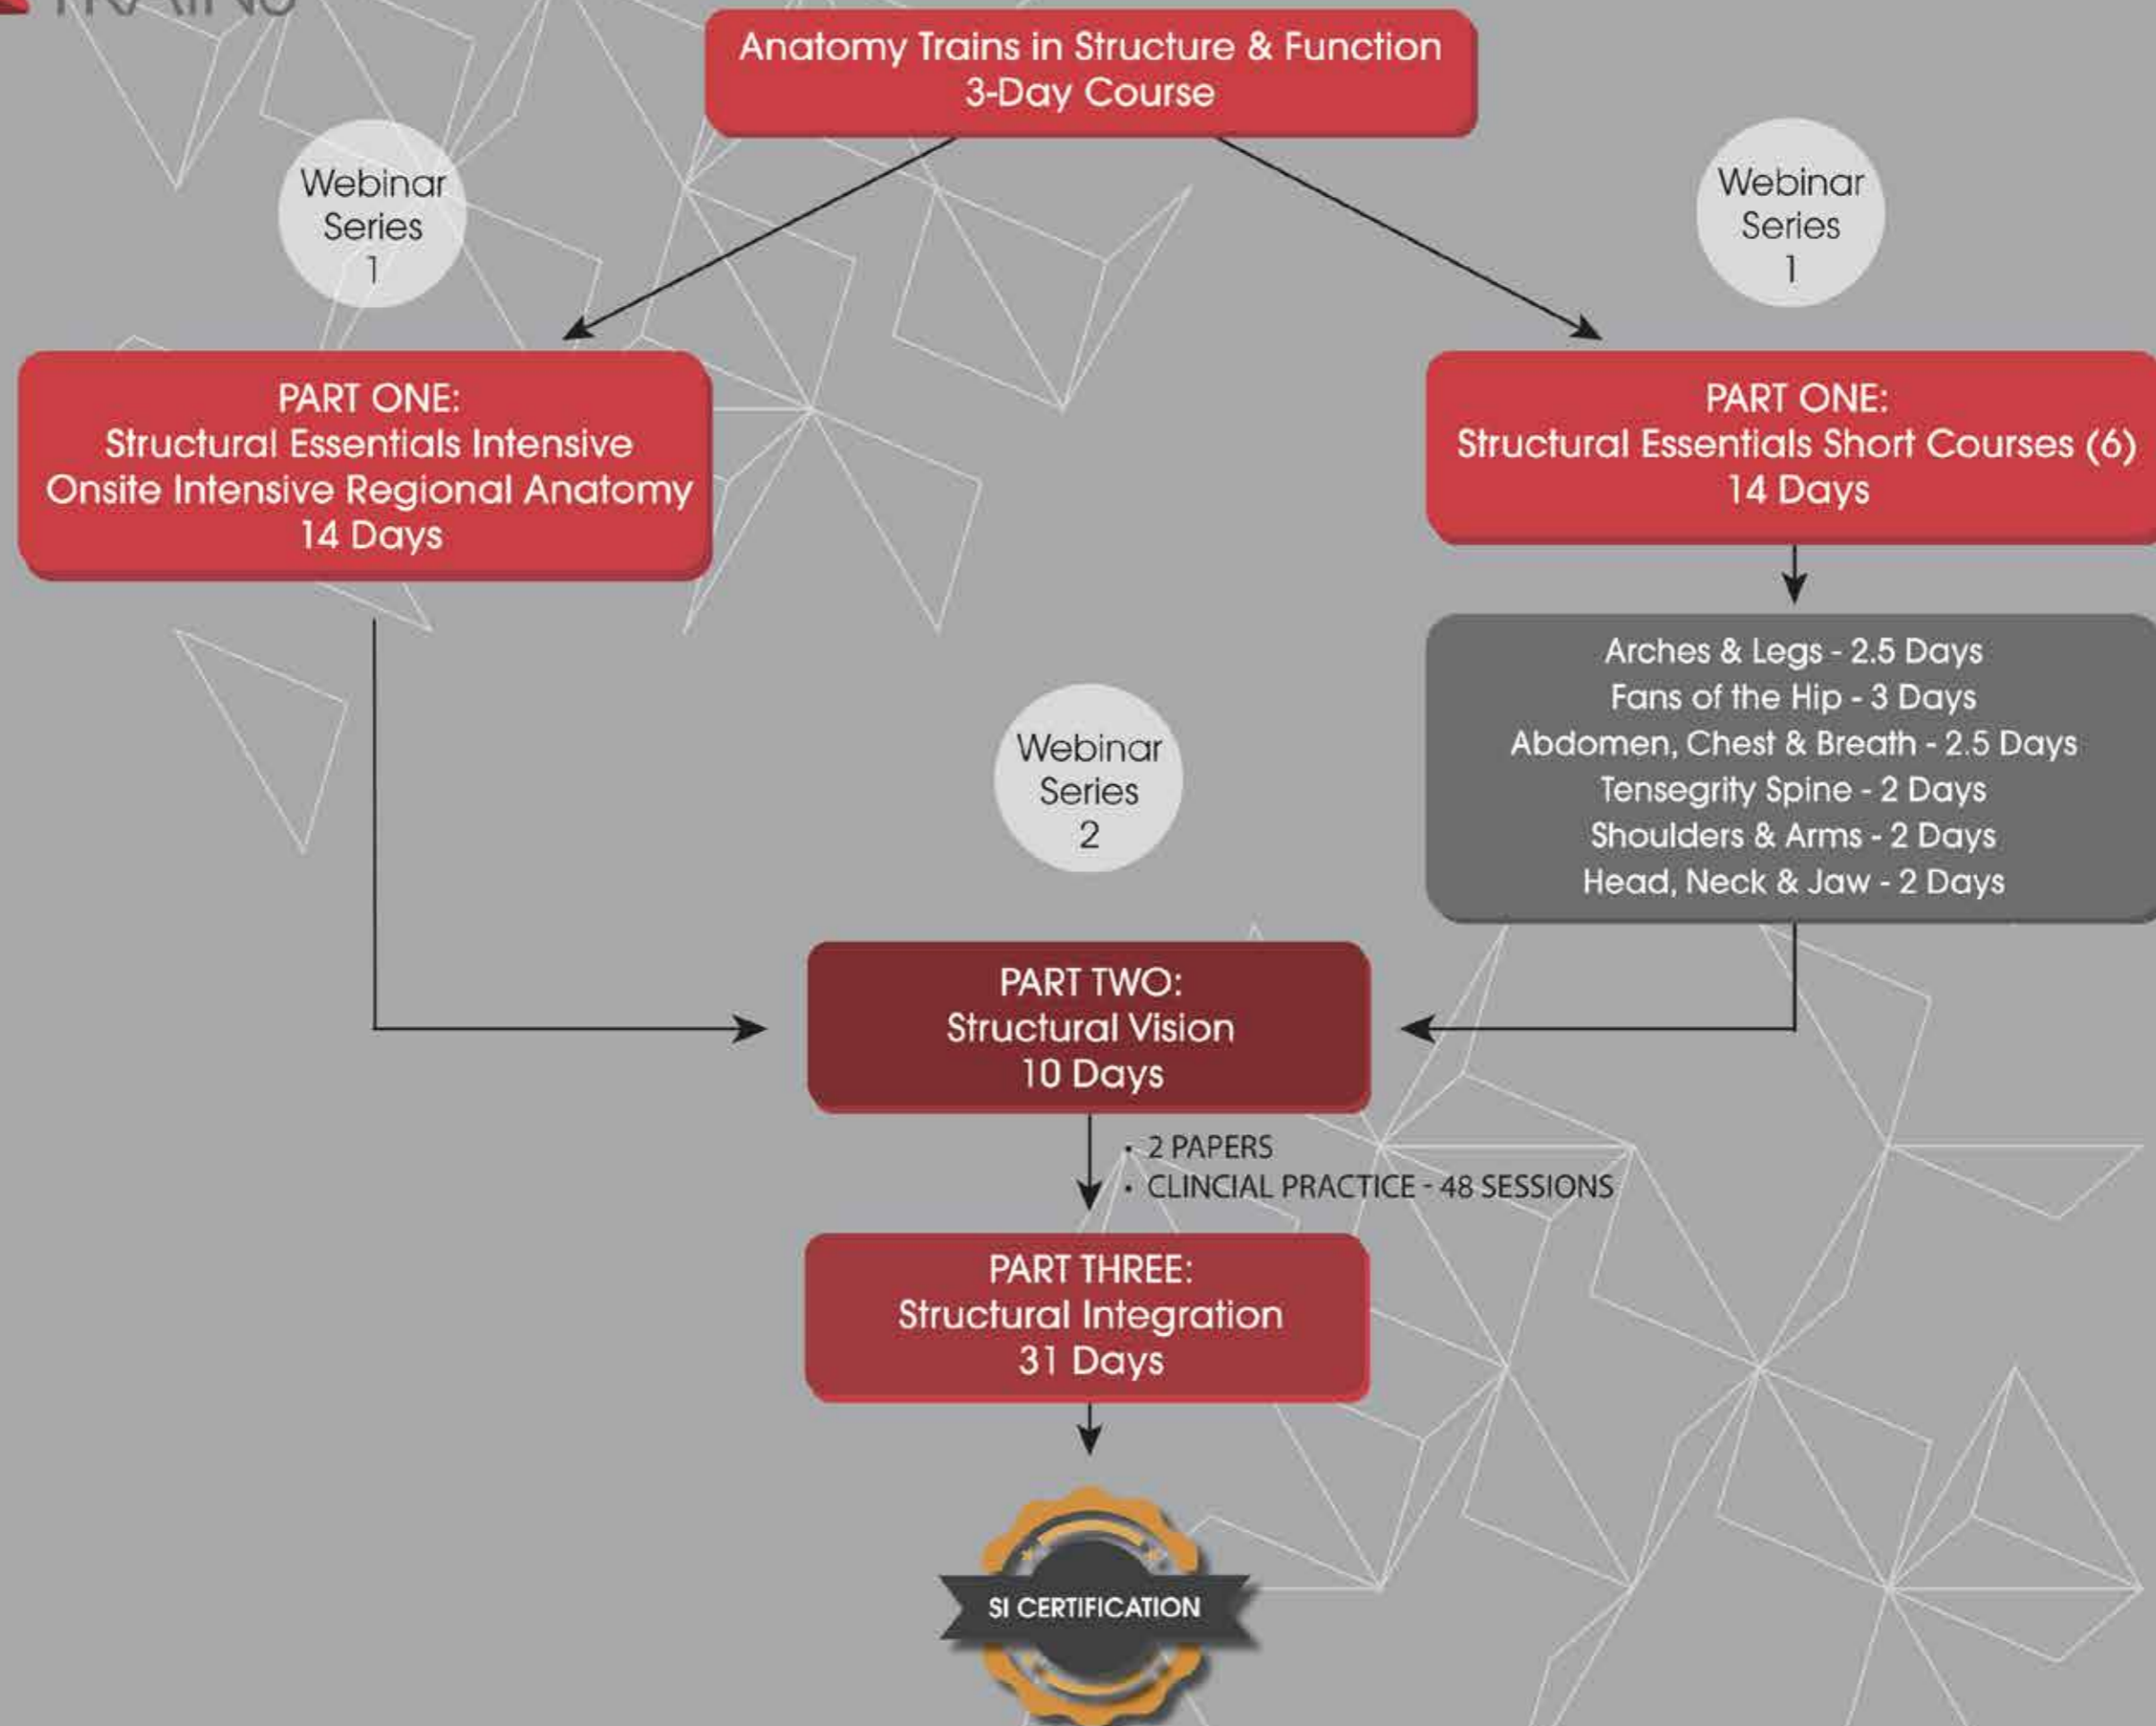 TRAINS
Anatomy Trains in Structure & Function
3-Day Course
Webinar
Series
1
Webinar
Series
1
PART ONE:
Structural Essentials Intensive
Onsite Intensive Regional Anatomy
14 Days
PART ONE:
Structural Essentials Short Courses (6)
14 Days
Arches & Legs - 2.5 Days
Fans of the Hip - 3 Days
Abdomen, Chest & Breath - 2.5 Days
Tensegrity Spine - 2 Days
Shoulders & Arms - 2 Days
Head, Neck & Jaw - 2 Days
Webinar
Series
2
PART TWO:
Structural Vision
10 Days
• 2 PAPERS
• CLINCIAL PRACTICE - 48 SESSIONS
PART THREE:
Structural Integration
31 Days
SI CERTIFICATION